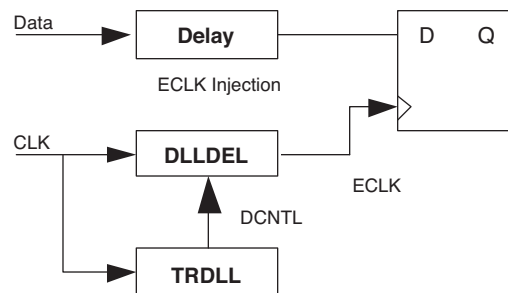 Data
Delay
D Q
ECLK Injection
CLK
DLLDEL
ECLK
DCNTL
TRDLL